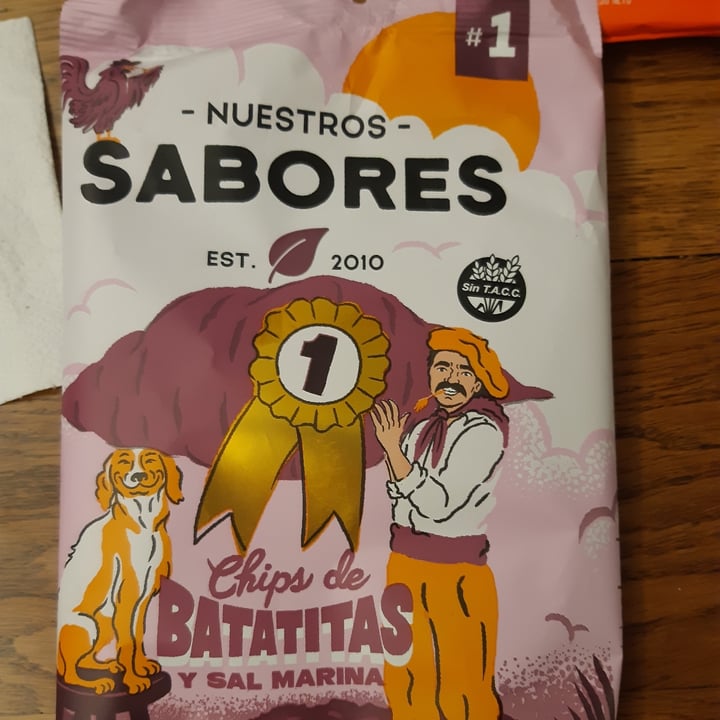 #1
- NUESTROS -
SABORES
EST. 2010
Sin T.A.C.C.
1
Chips de
BATATITAS
Y SAL MARINA